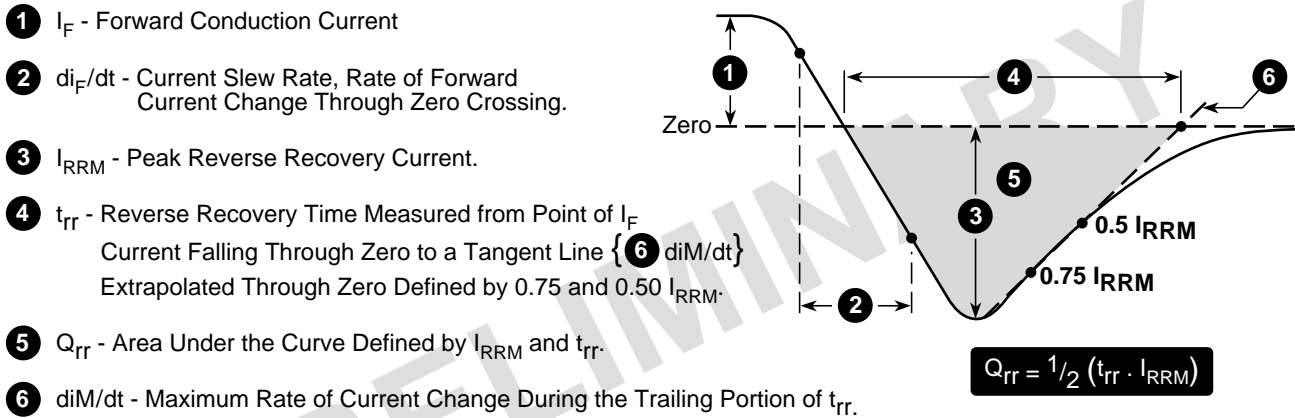 1 I_F - Forward Conduction Current
2 di_F/dt - Current Slew Rate, Rate of Forward
Current Change Through Zero Crossing.
3 I_RRM - Peak Reverse Recovery Current.
4 t_rr - Reverse Recovery Time Measured from Point of I_F
Current Falling Through Zero to a Tangent Line {6 diM/dt}
Extrapolated Through Zero Defined by 0.75 and 0.50 I_RRM.
5 Q_rr - Area Under the Curve Defined by I_RRM and t_rr.
6 diM/dt - Maximum Rate of Current Change During the Trailing Portion of t_rr.
1
4
6
Zero
5
3
0.5 I_RRM
0.75 I_RRM
2
Q_rr = 1/2 (t_rr · I_RRM)
PRELIMINARY